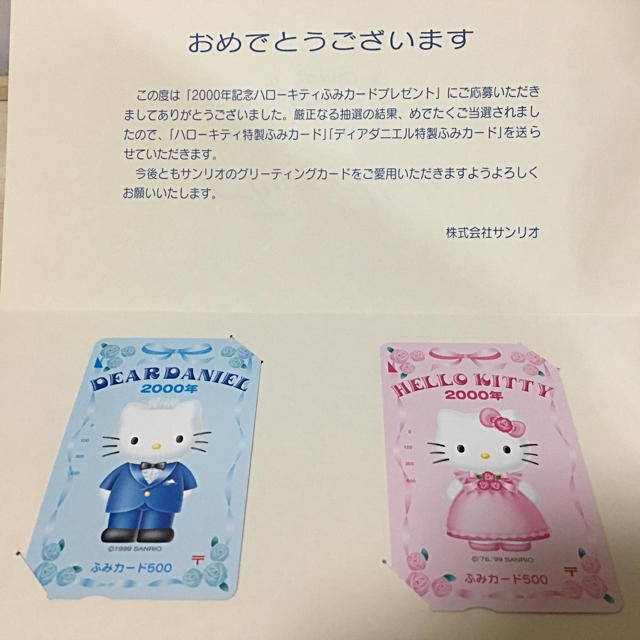 おめでとうございます
この度は「2000年記念ハローキティふみカードプレゼント」にご応募いただき
ましてありがとうございました。厳正なる抽選の結果、めでたくご当選されまし
たので、「ハローキティ特製ふみカード」「ディアダニエル特製ふみカード」を送ら
せていただきます。
今後ともサンリオのグリーティングカードをご愛用いただきますようよろしく
お願いいたします。
株式会社サンリオ
DEAR DANIEL
2000年
©1999 SANRIO
〒
ふみカード500
HELLO KITTY
2000年
©'76,'99 SANRIO
〒
ふみカード500